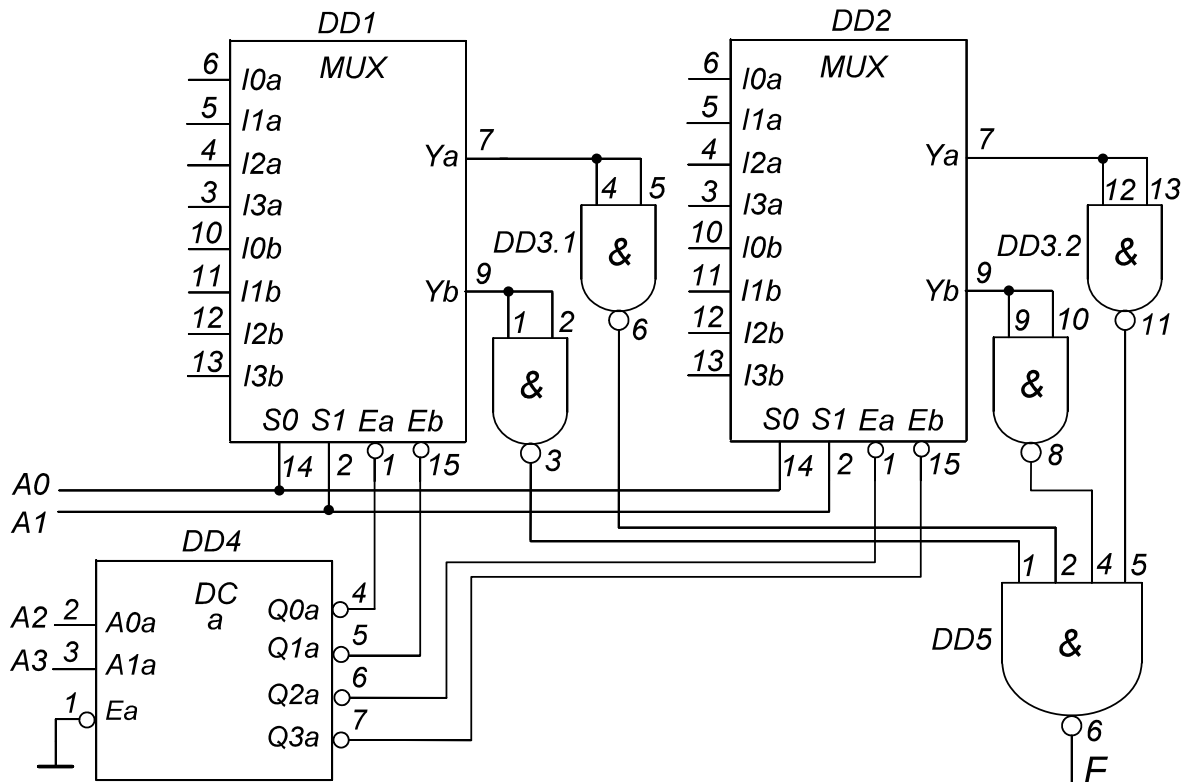 DD1
DD2
MUX
MUX
6 I0a
5 I1a
4 I2a
3 I3a
10 I0b
11 I1b
12 I2b
13 I3b
Ya 7
Yb 9
S0 S1 Ea Eb
14 2 1 15
DD3.1
4 5
&
6
1 2
&
3
6 I0a
5 I1a
4 I2a
3 I3a
10 I0b
11 I1b
12 I2b
13 I3b
Ya 7
Yb 9
S0 S1 Ea Eb
14 2 1 15
DD3.2
12 13
&
11
9 10
&
8
A0
A1
DD4
DC
a
A2 2 A0a
A3 3 A1a
1 Ea
Q0a 4
Q1a 5
Q2a 6
Q3a 7
1 2 4 5
DD5
&
6
F